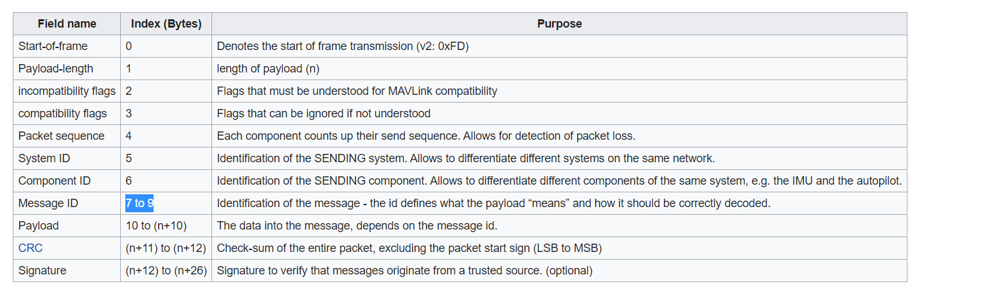 Field name Index (Bytes) Purpose
Start-of-frame 0 Denotes the start of frame transmission (v2: 0xFD)
Payload-length 1 length of payload (n)
incompatibility flags 2 Flags that must be understood for MAVLink compatibility
compatibility flags 3 Flags that can be ignored if not understood
Packet sequence 4 Each component counts up their send sequence. Allows for detection of packet loss.
System ID 5 Identification of the SENDING system. Allows to differentiate different systems on the same network.
Component ID 6 Identification of the SENDING component. Allows to differentiate different components of the same system, e.g. the IMU and the autopilot.
Message ID 7 to 9 Identification of the message - the id defines what the payload “means” and how it should be correctly decoded.
Payload 10 to (n+10) The data into the message, depends on the message id.
CRC (n+11) to (n+12) Check-sum of the entire packet, excluding the packet start sign (LSB to MSB)
Signature (n+12) to (n+26) Signature to verify that messages originate from a trusted source. (optional)